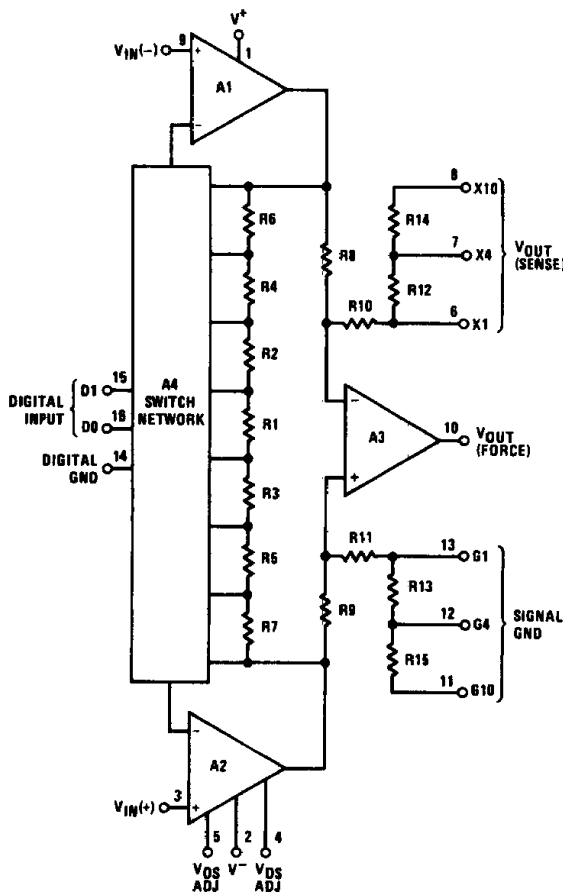 V+
9
VIN(-)
+
1
A1
-
R6
8
X10
R14
R8
7
X4
VOUT
(SENSE)
R4
R12
R10
6
X1
R2
A4
SWITCH
NETWORK
15
D1
DIGITAL
INPUT
16
D0
R1
-
A3
10
VOUT
(FORCE)
14
DIGITAL
GND
+
R3
R11
13
G1
R5
R13
R9
12
G4
SIGNAL
GND
R7
R15
11
G10
-
A2
3
VIN(+)
+
5
2
4
VOS
ADJ
V-
VOS
ADJ